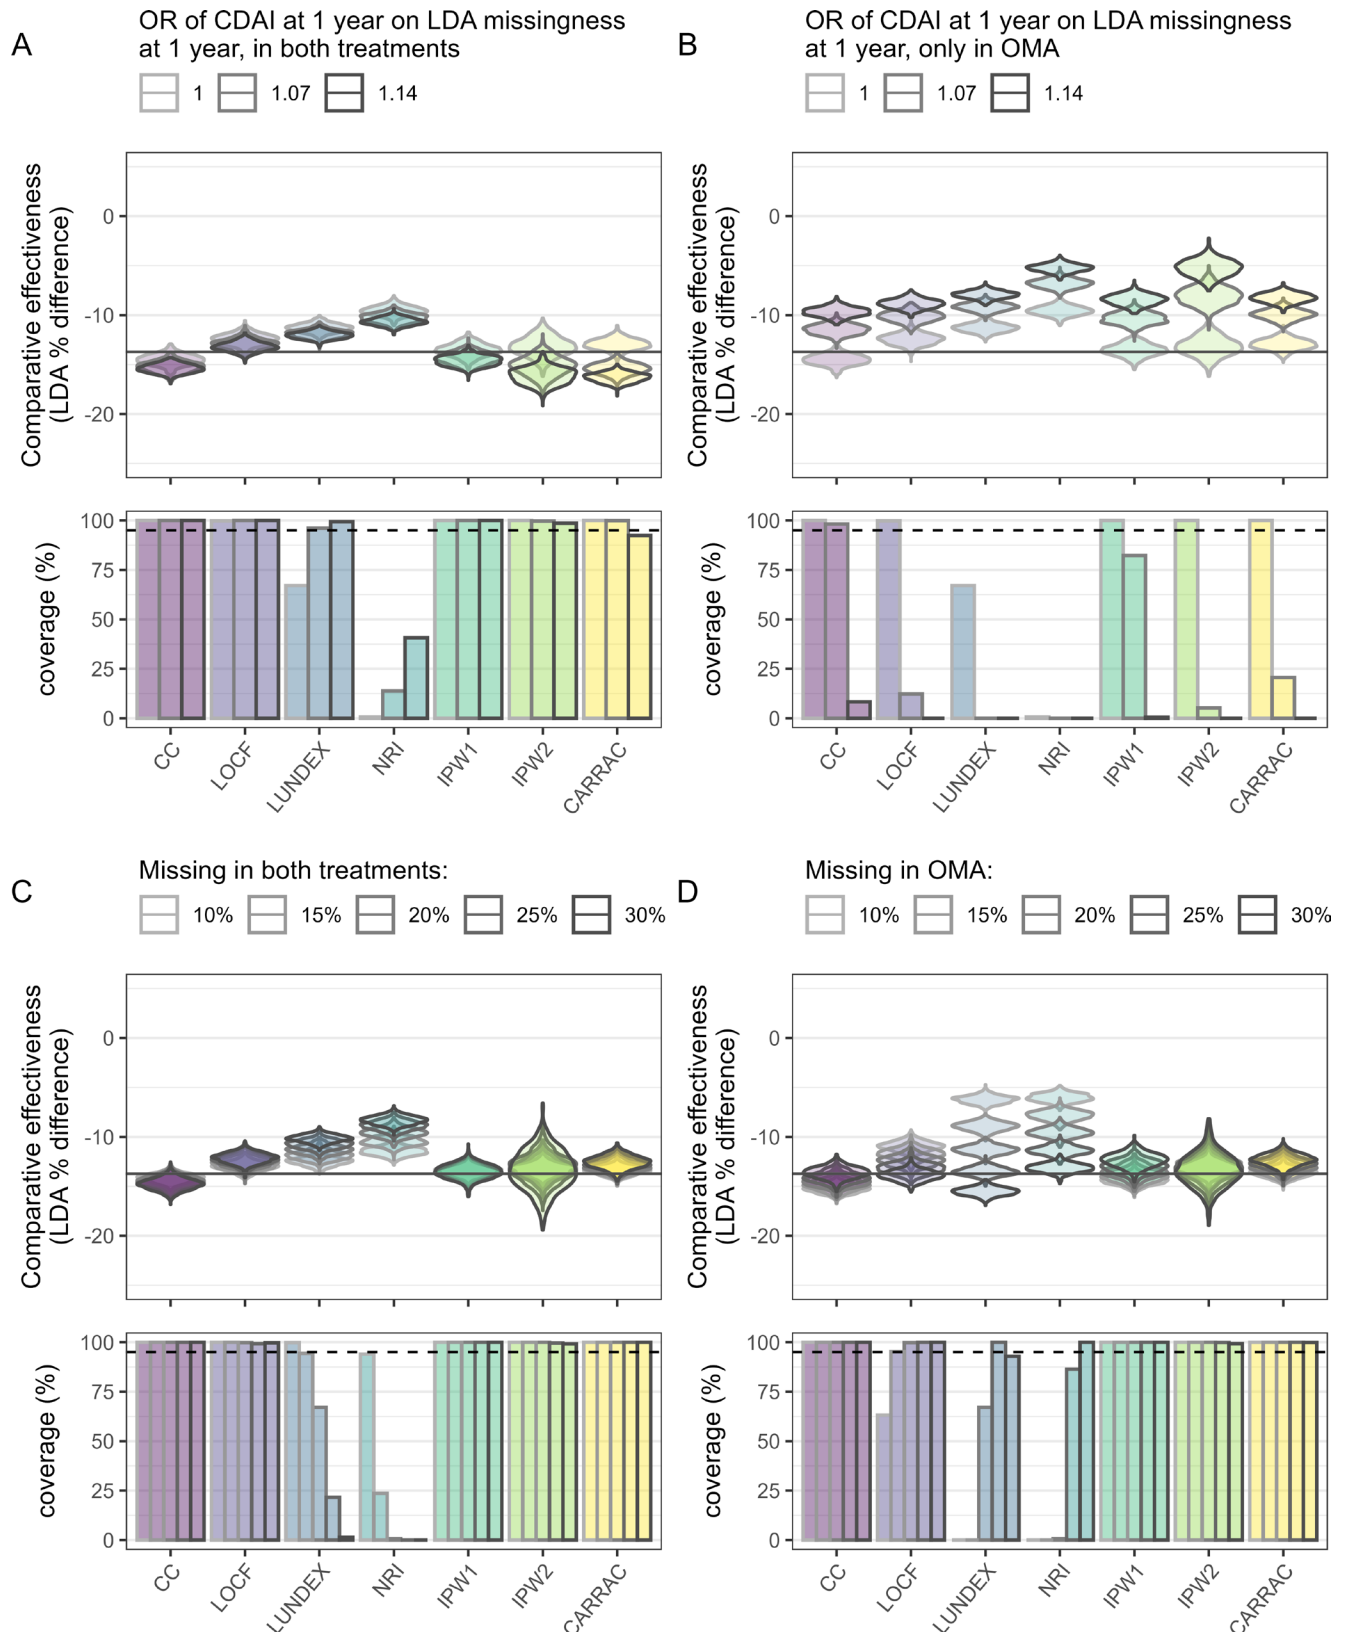 A
OR of CDAI at 1 year on LDA missingness
at 1 year, in both treatments
1 1.07 1.14
Comparative effectiveness
(LDA % difference)
0
-10
-20
coverage (%)
100
75
50
25
0
CC LOCF LUNDEX NRI IPW1 IPW2 CARRAC
B
OR of CDAI at 1 year on LDA missingness
at 1 year, only in OMA
1 1.07 1.14
Comparative effectiveness
(LDA % difference)
0
-10
-20
coverage (%)
100
75
50
25
0
CC LOCF LUNDEX NRI IPW1 IPW2 CARRAC
C
Missing in both treatments:
10% 15% 20% 25% 30%
Comparative effectiveness
(LDA % difference)
0
-10
-20
coverage (%)
100
75
50
25
0
CC LOCF LUNDEX NRI IPW1 IPW2 CARRAC
D
Missing in OMA:
10% 15% 20% 25% 30%
Comparative effectiveness
(LDA % difference)
0
-10
-20
coverage (%)
100
75
50
25
0
CC LOCF LUNDEX NRI IPW1 IPW2 CARRAC